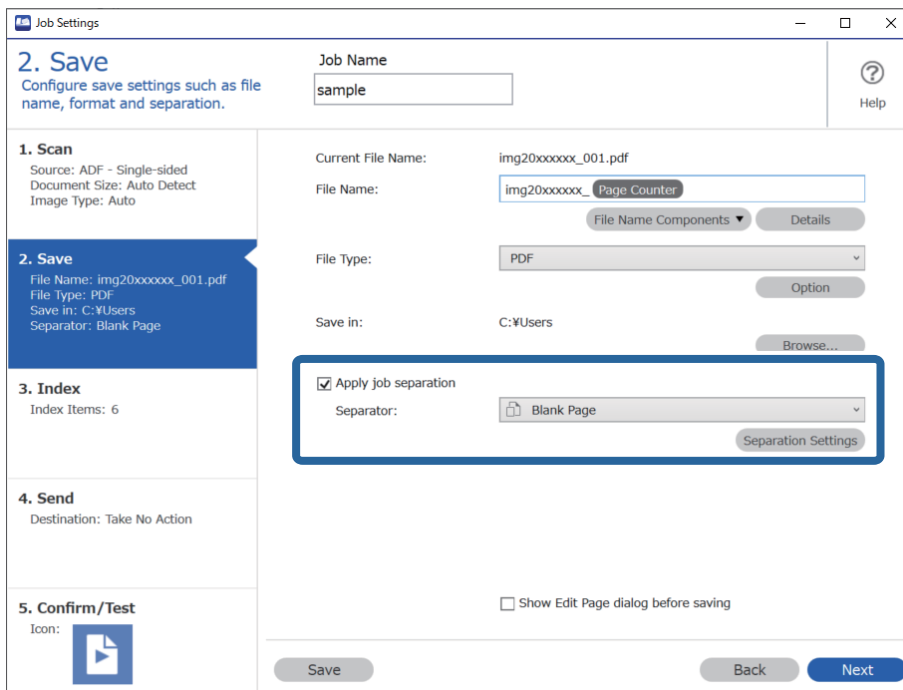 Job Settings
2. Save
Configure save settings such as file
name, format and separation.
Job Name
sample
?
Help
1. Scan
Source: ADF - Single-sided
Document Size: Auto Detect
Image Type: Auto
2. Save
File Name: img20xxxxxx_001.pdf
File Type: PDF
Save in: C:¥Users
Separator: Blank Page
3. Index
Index Items: 6
4. Send
Destination: Take No Action
5. Confirm/Test
Icon:
Current File Name: img20xxxxxx_001.pdf
File Name: img20xxxxxx_ Page Counter
File Name Components ▼ Details
File Type: PDF
Option
Save in: C:¥Users
Browse...
Apply job separation
Separator: Blank Page
Separation Settings
Show Edit Page dialog before saving
Save Back Next